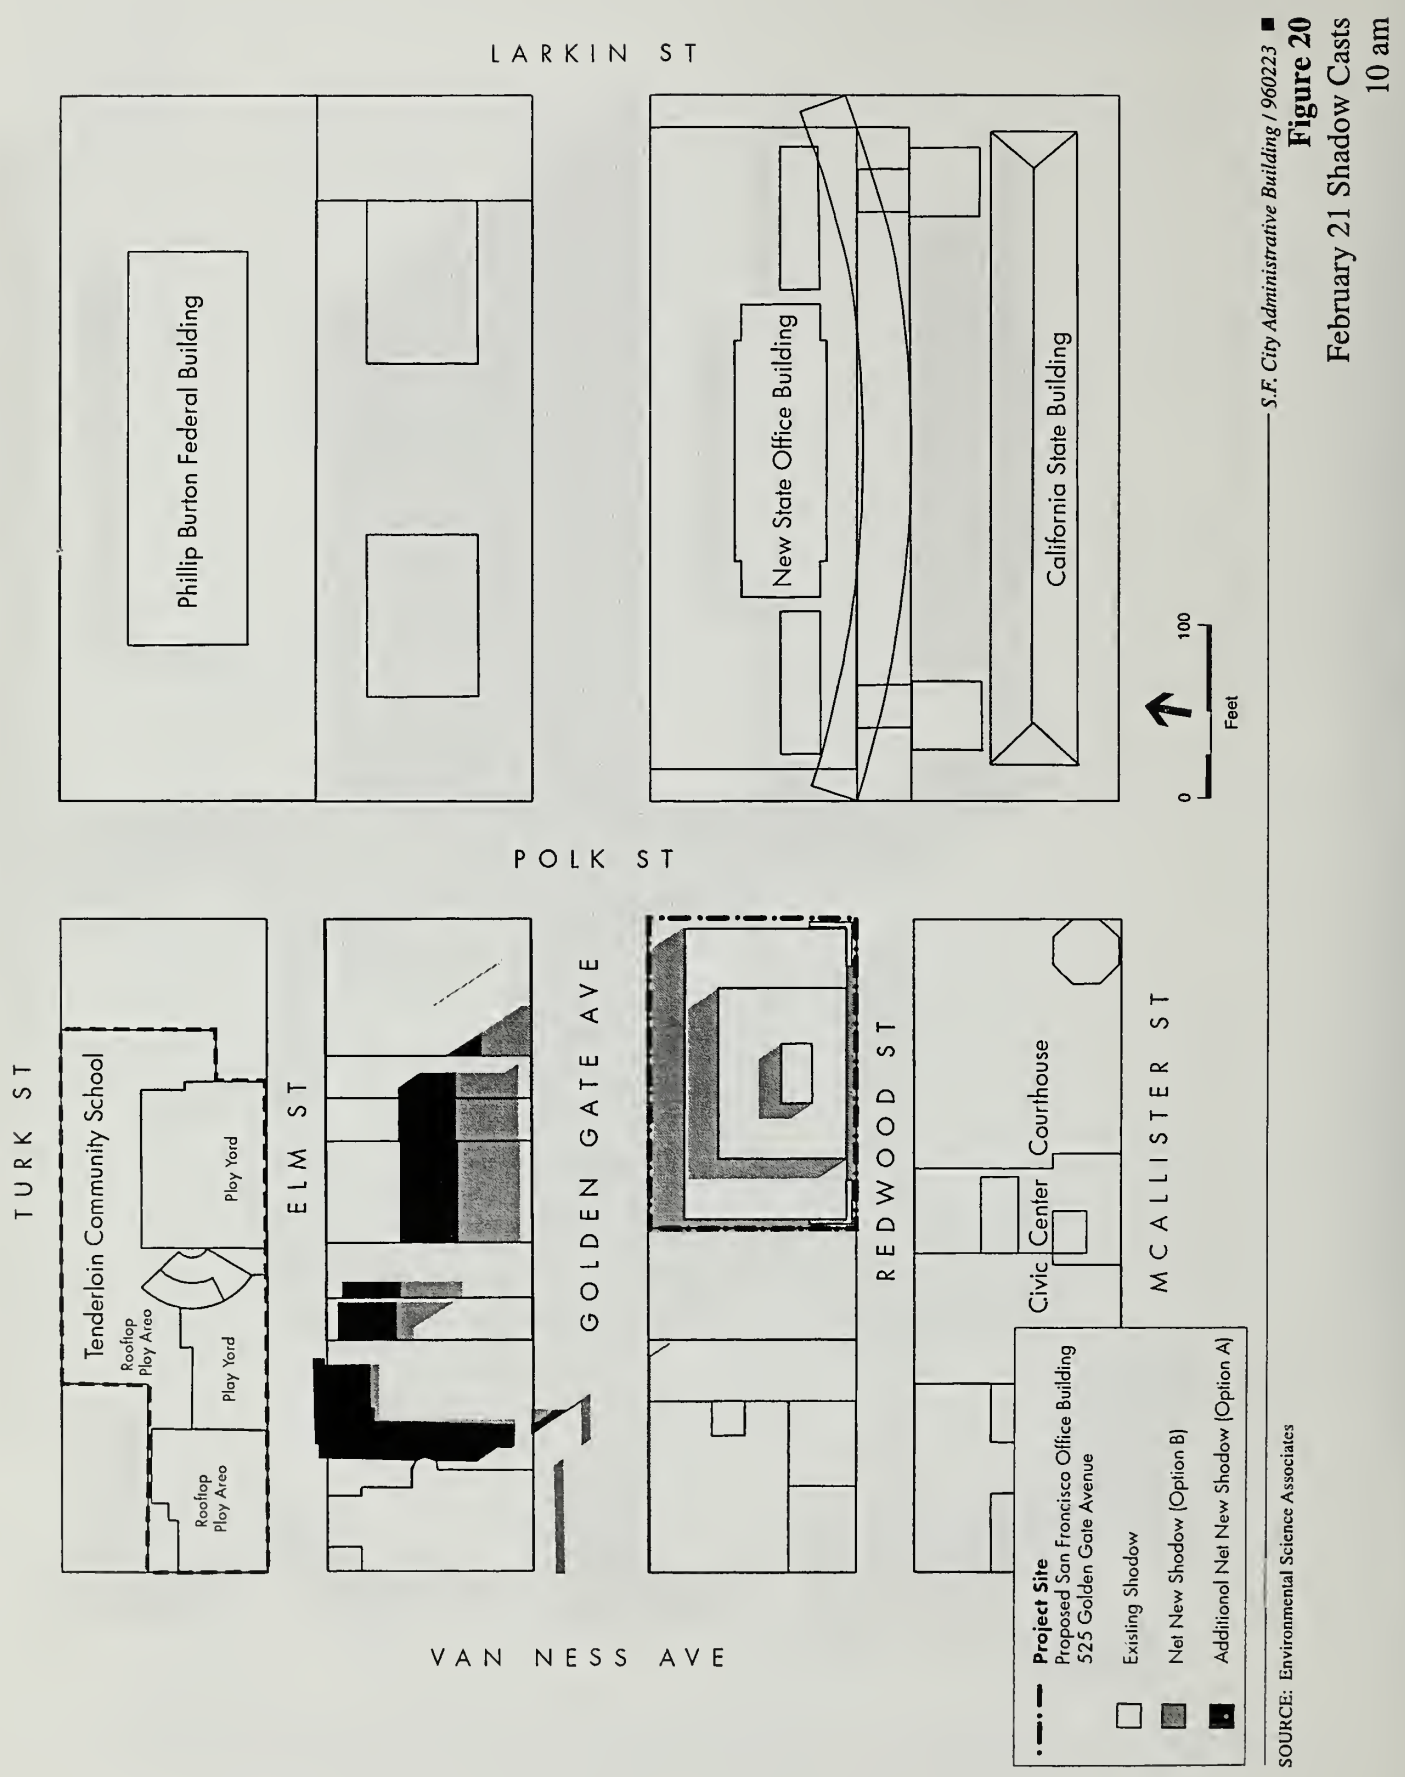 TURK ST
Tenderloin Community School
Rooftop
Ploy Area
Ploy Yord
Play Yord
Rooftop
Ploy Areo
ELM ST
GOLDEN GATE AVE
REDWOOD ST
Civic Center Courthouse
MCALLISTER ST
VAN NESS AVE
POLK ST
LARKIN ST
Phillip Burton Federal Building
New State Office Building
California State Building
0
100
Feet
Project Site
Proposed San Froncisco Office Building
525 Golden Gate Avenue
Existing Shodow
Net New Shodow (Option B)
Additional Net New Shodow (Option A)
SOURCE: Environmental Science Associates
S.F. City Administrative Building / 960223
Figure 20
February 21 Shadow Casts
10 am